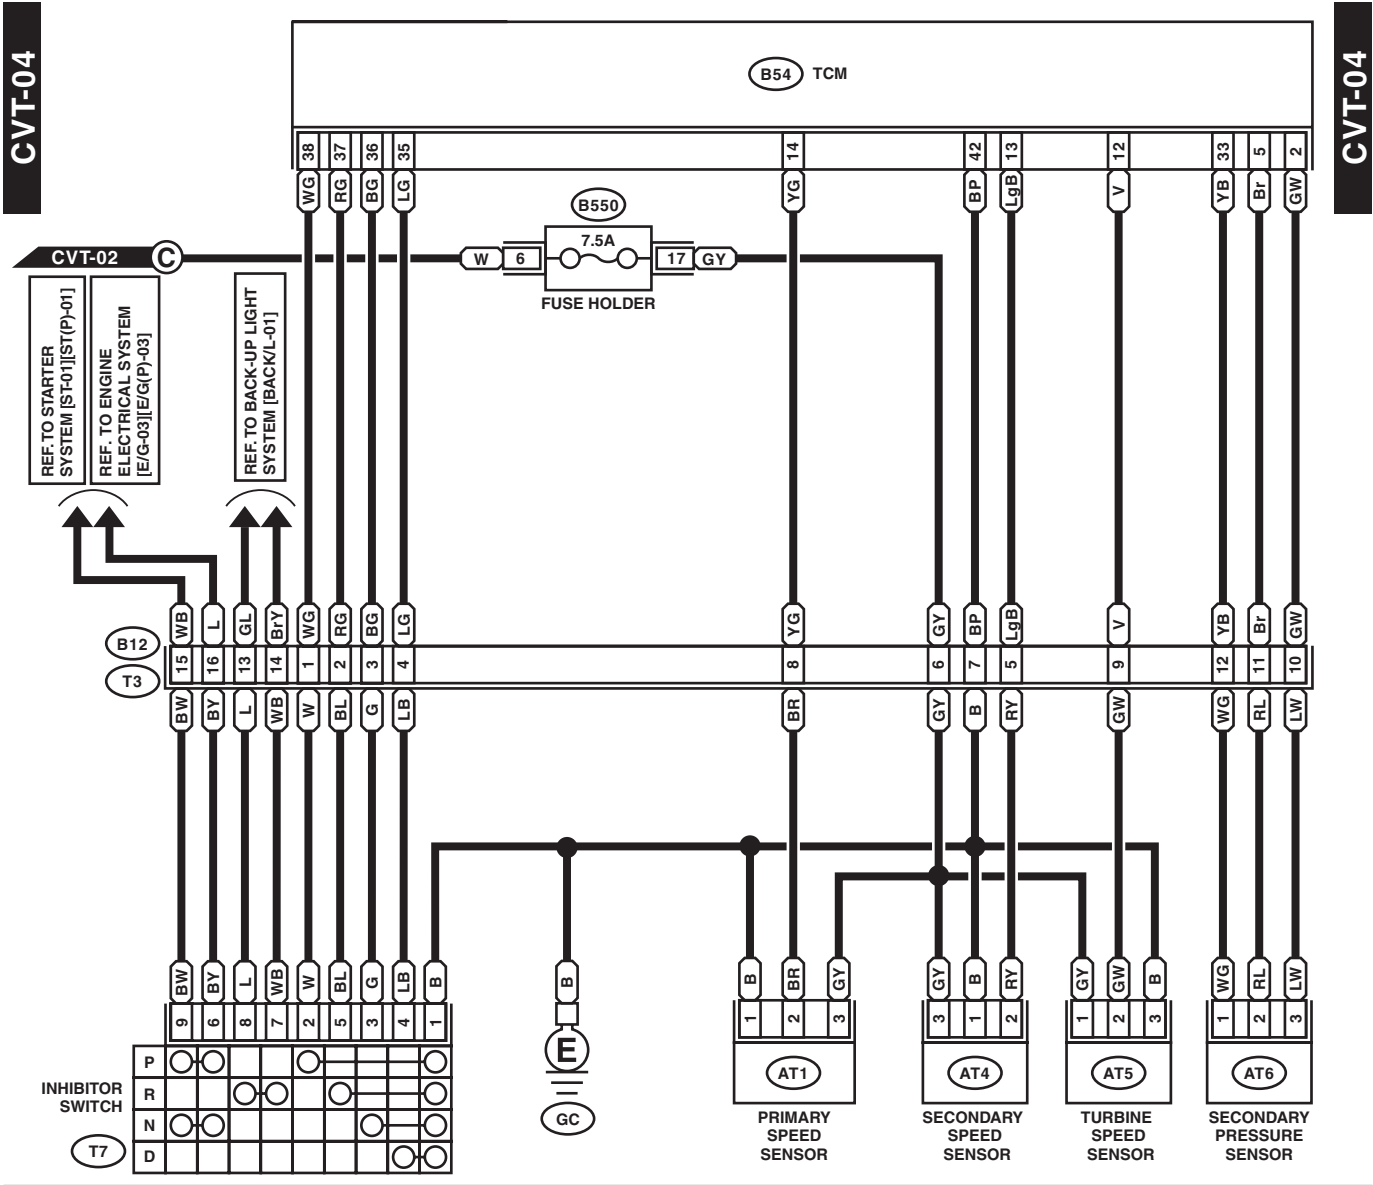 CVT-04
CVT-04
B54 TCM
38 37 36 35 14 42 13 12 33 5 2
WG RG BG LG YG BP LgB V YB Br GW
B550
7.5A
CVT-02 C W 6 17 GY
FUSE HOLDER
REF. TO STARTER
SYSTEM [ST-01][ST(P)-01]
REF. TO ENGINE
ELECTRICAL SYSTEM
[E/G-03][E/G(P)-03]
REF. TO BACK-UP LIGHT
SYSTEM [BACK/L-01]
WB L GL BrY WG RG BG LG YG GY BP LgB V YB Br GW
B12
15 16 13 14 1 2 3 4 8 6 7 5 9 12 11 10
T3
BW BY L WB W BL G LB BR GY B RY GW WG RL LW
BW BY L WB W BL G LB B B B BR GY GY B RY GY GW B WG RL LW
9 6 8 7 2 5 3 4 1 1 2 3 3 1 2 1 2 3 1 2 3
E
P
R
N
D
INHIBITOR
SWITCH
T7
GC
AT1
PRIMARY
SPEED
SENSOR
AT4
SECONDARY
SPEED
SENSOR
AT5
TURBINE
SPEED
SENSOR
AT6
SECONDARY
PRESSURE
SENSOR